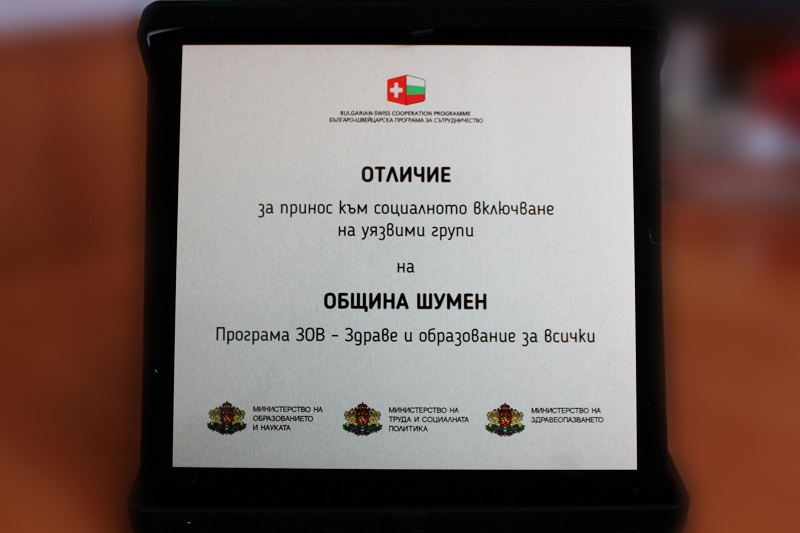 BULGARIAN-SWISS COOPERATION PROGRAMME
БЪЛГАРО-ШВЕЙЦАРСКА ПРОГРАМА ЗА СЪТРУДНИЧЕСТВО
ОТЛИЧИЕ
за принос към социалното включване
на уязвими групи
на
ОБЩИНА ШУМЕН
Програма ЗОВ - Здраве и образование за всички
МИНИСТЕРСТВО НА
ОБРАЗОВАНИЕТО
И НАУКАТА
МИНИСТЕРСТВО НА
ТРУДА И СОЦИАЛНАТА
ПОЛИТИКА
МИНИСТЕРСТВО НА
ЗДРАВЕОПАЗВАНЕТО